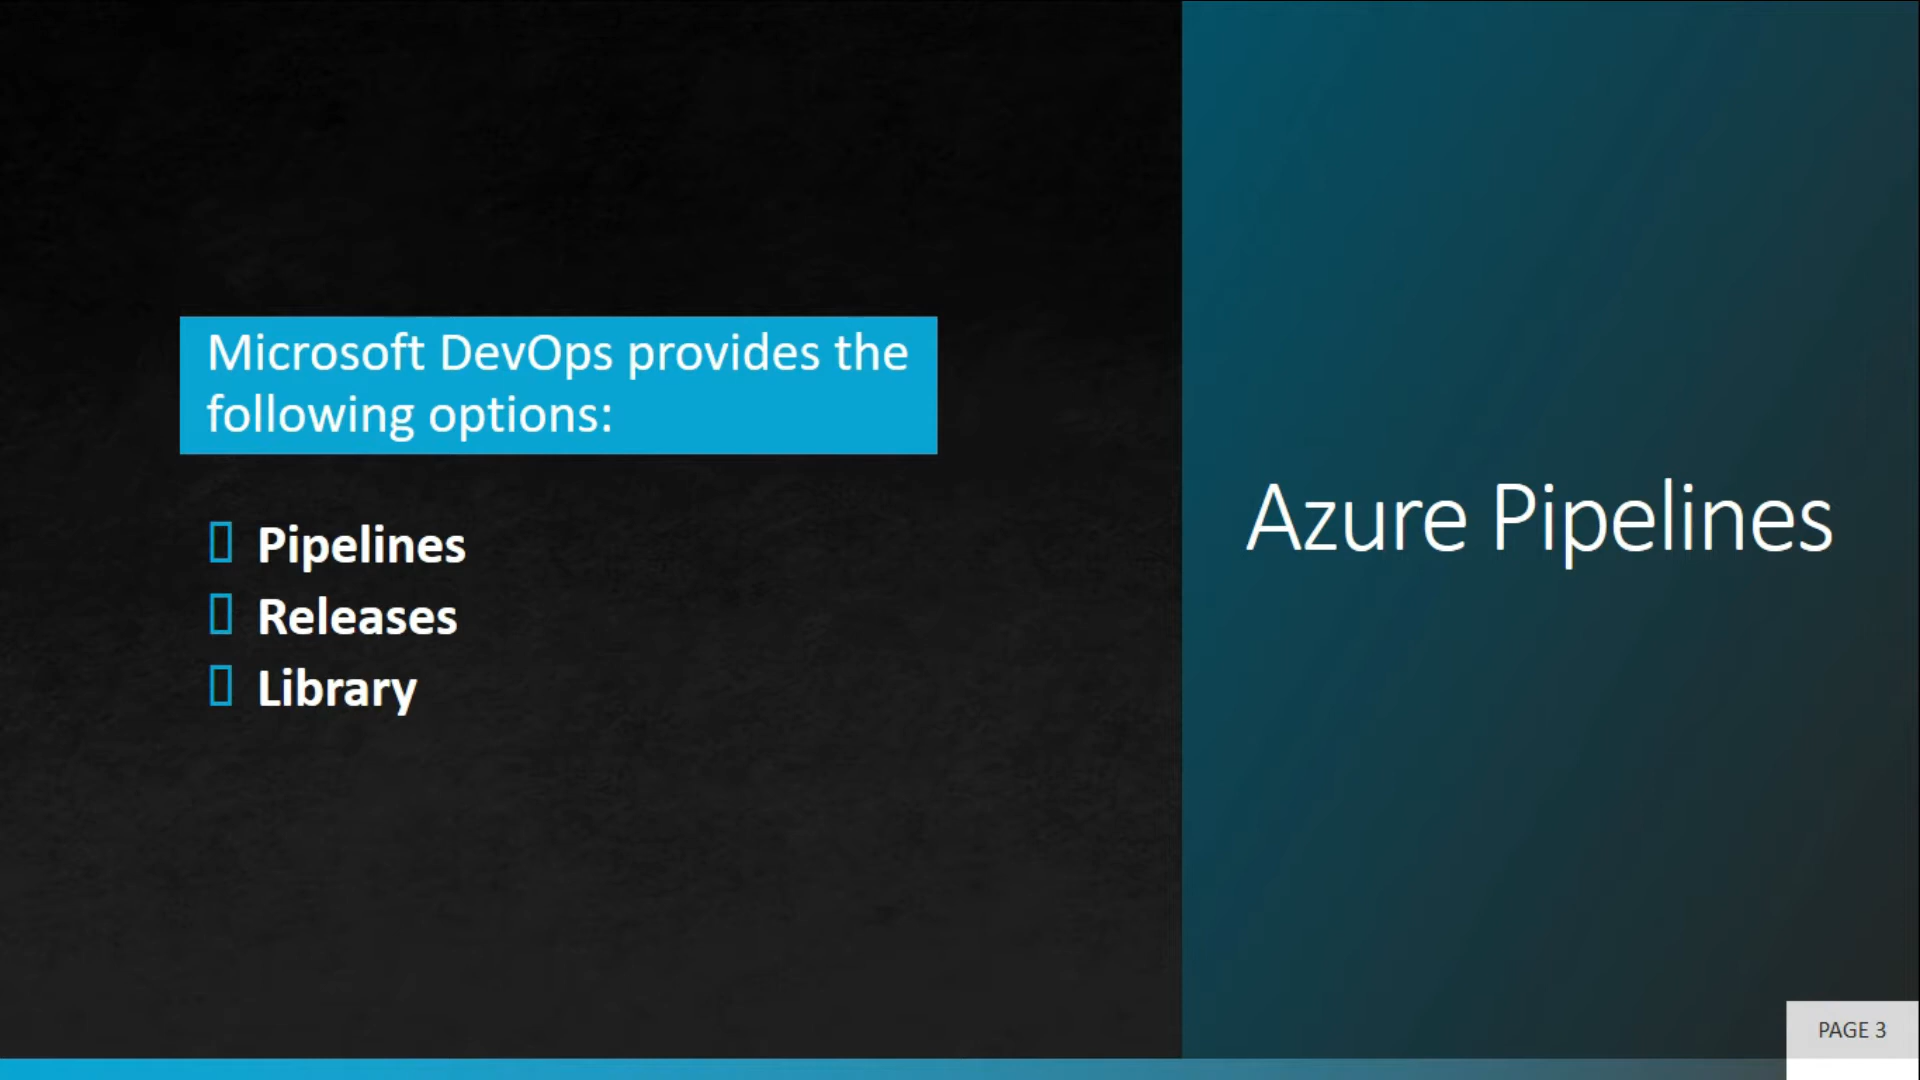 Microsoft DevOps provides the
following options:
Pipelines
Releases
Library
Azure Pipelines
PAGE 3